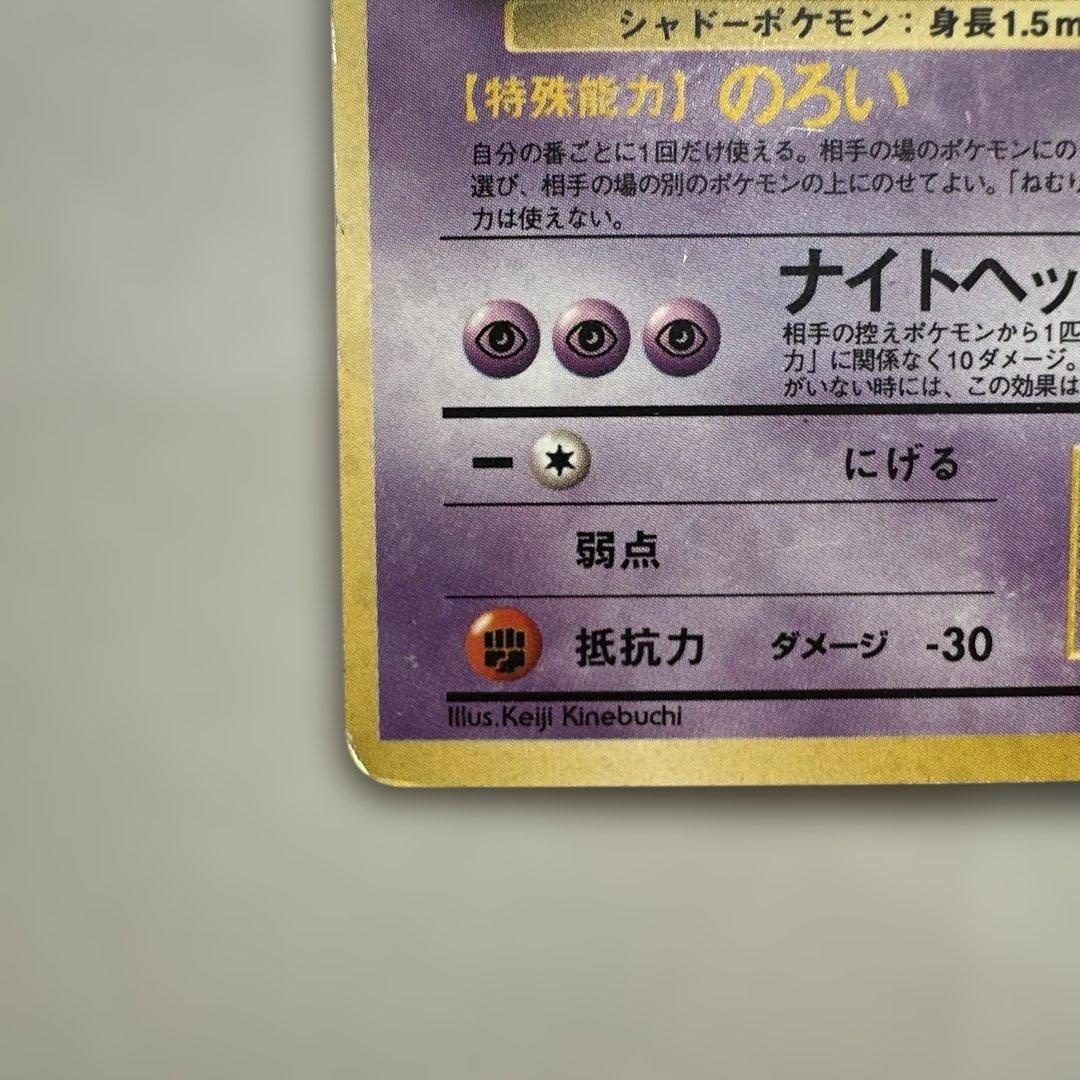 シャドーポケモン：身長1.5m
【特殊能力】のろい
自分の番ごとに1回だけ使える。相手の場のポケモンにの
選び、相手の場の別のポケモンの上にのせてよい。「ねむり
力は使えない。
ナイトヘッ
相手の控えポケモンから1匹
力」に関係なく10ダメージ。
がいない時には、この効果は
− にげる
弱点
抵抗力 ダメージ -30
Illus.Keiji Kinebuchi